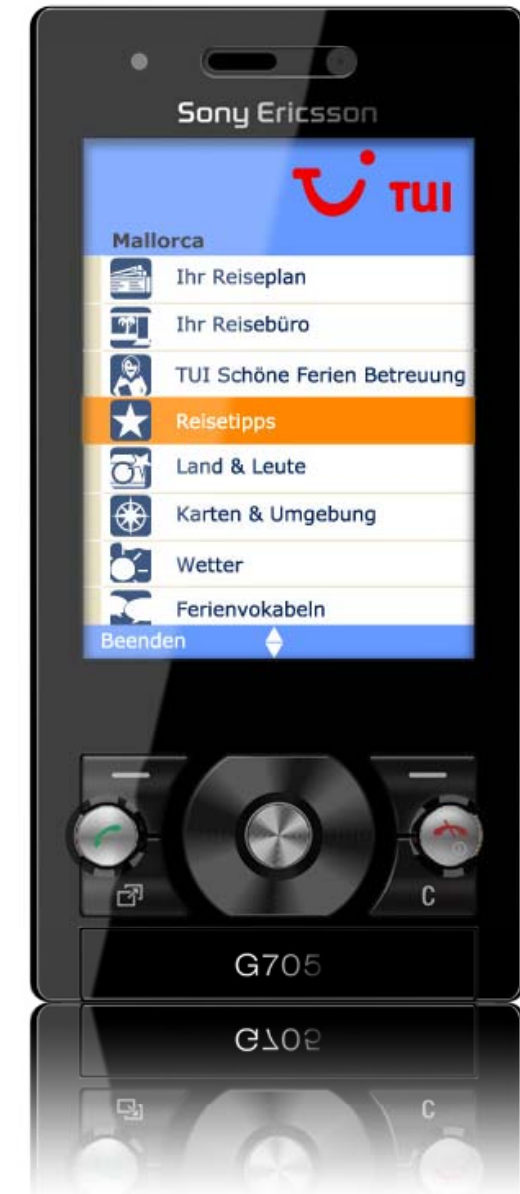 Sony Ericsson
TUI
Mallorca
Ihr Reiseplan
Ihr Reisebüro
TUI Schöne Ferien Betreuung
Reisetipps
Land & Leute
Karten & Umgebung
Wetter
Ferienvokabeln
Beenden
C
G705
G705
C